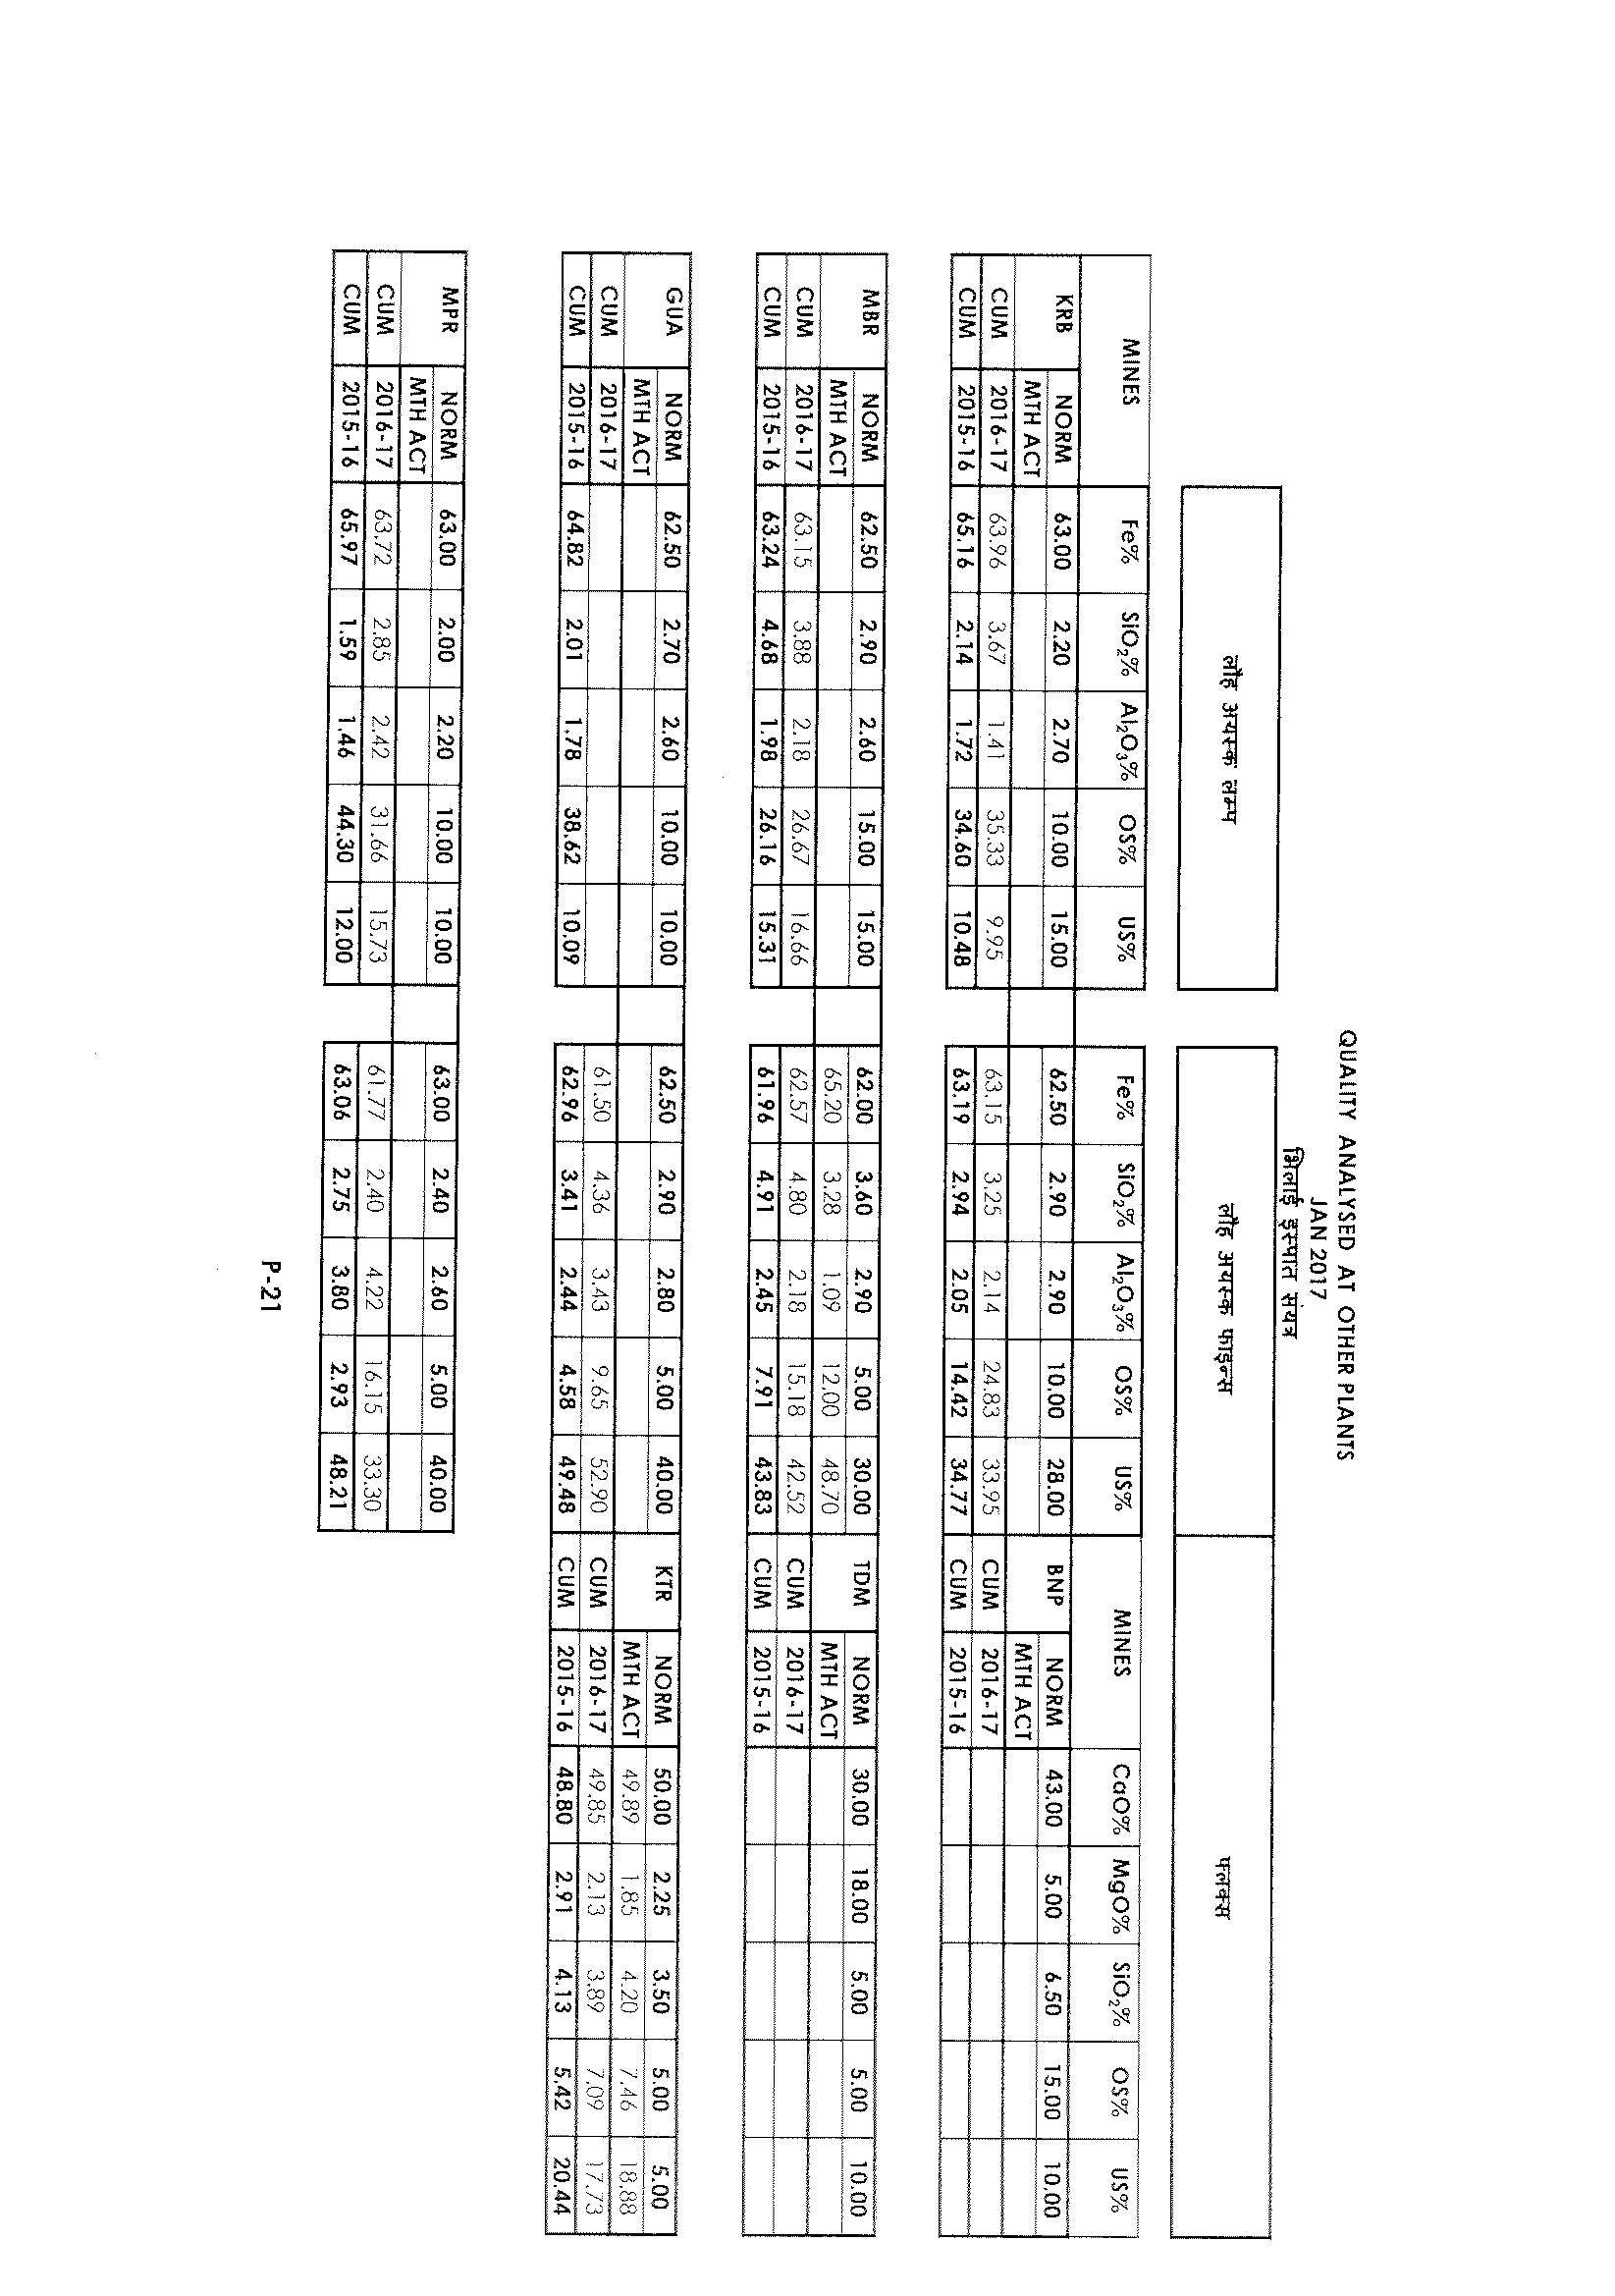 QUALITY ANALYSED AT OTHER PLANTS
JAN 2017
भिलाई इस्पात संयत्र
लौह अयस्क लम्प लौह अयस्क फाइन्स फ्लक्स
MINES Fe% SiO₂% Al₂O₃% OS% US% Fe% SiO₂% Al₂O₃% OS% US% MINES CaO% MgO% SiO₂% OS% US%
KRB NORM 63.00 2.20 2.70 10.00 15.00 62.50 2.90 2.90 10.00 28.00 BNP NORM 43.00 5.00 6.50 15.00 10.00
MTH ACT MTH ACT
CUM 2016-17 63.96 3.67 1.41 35.33 9.95 63.15 3.25 2.14 24.83 33.95 CUM 2016-17
CUM 2015-16 65.16 2.14 1.72 34.60 10.48 63.19 2.94 2.05 14.42 34.77 CUM 2015-16
MBR NORM 62.50 2.90 2.60 15.00 15.00 62.00 3.60 2.90 5.00 30.00 TDM NORM 30.00 18.00 5.00 5.00 10.00
MTH ACT 65.20 3.28 1.09 12.00 48.70 MTH ACT
CUM 2016-17 63.15 3.88 2.18 26.67 16.66 62.57 4.80 2.18 15.18 42.52 CUM 2016-17
CUM 2015-16 63.24 4.68 1.98 26.16 15.31 61.96 4.91 2.45 7.91 43.83 CUM 2015-16
GUA NORM 62.50 2.70 2.60 10.00 10.00 62.50 2.90 2.80 5.00 40.00 KTR NORM 50.00 2.25 3.50 5.00 5.00
MTH ACT MTH ACT 49.89 1.85 4.20 7.46 18.88
CUM 2016-17 61.50 4.36 3.43 9.65 52.90 CUM 2016-17 49.85 2.13 3.89 7.09 17.73
CUM 2015-16 64.82 2.01 1.78 38.62 10.09 62.96 3.41 2.44 4.58 49.48 CUM 2015-16 48.80 2.91 4.13 5.42 20.44
MPR NORM 63.00 2.00 2.20 10.00 10.00 63.00 2.40 2.60 5.00 40.00
MTH ACT
CUM 2016-17 63.72 2.85 2.42 31.66 15.73 61.77 2.40 4.22 16.15 33.30
CUM 2015-16 65.97 1.59 1.46 44.30 12.00 63.06 2.75 3.80 2.93 48.21
P-21